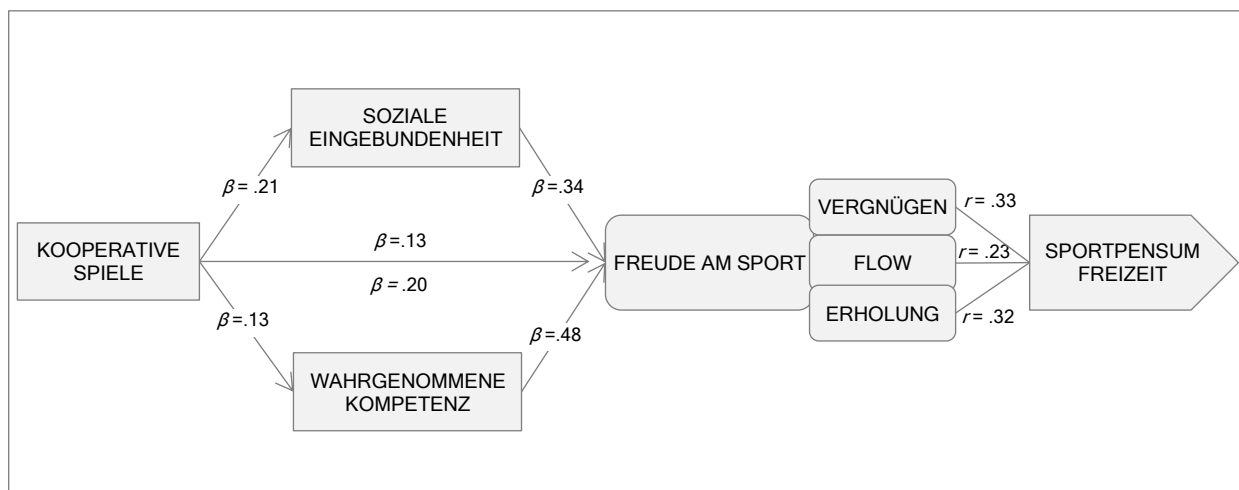 SOZIALE
EINGEBUNDENHEIT
β = .21
β =.34
KOOPERATIVE
SPIELE
β =.13
β = .20
β =.13
β =.48
WAHRGENOMMENE
KOMPETENZ
FREUDE AM SPORT
VERGNÜGEN
FLOW
ERHOLUNG
r = .33
r = .23
r = .32
SPORTPENSUM
FREIZEIT